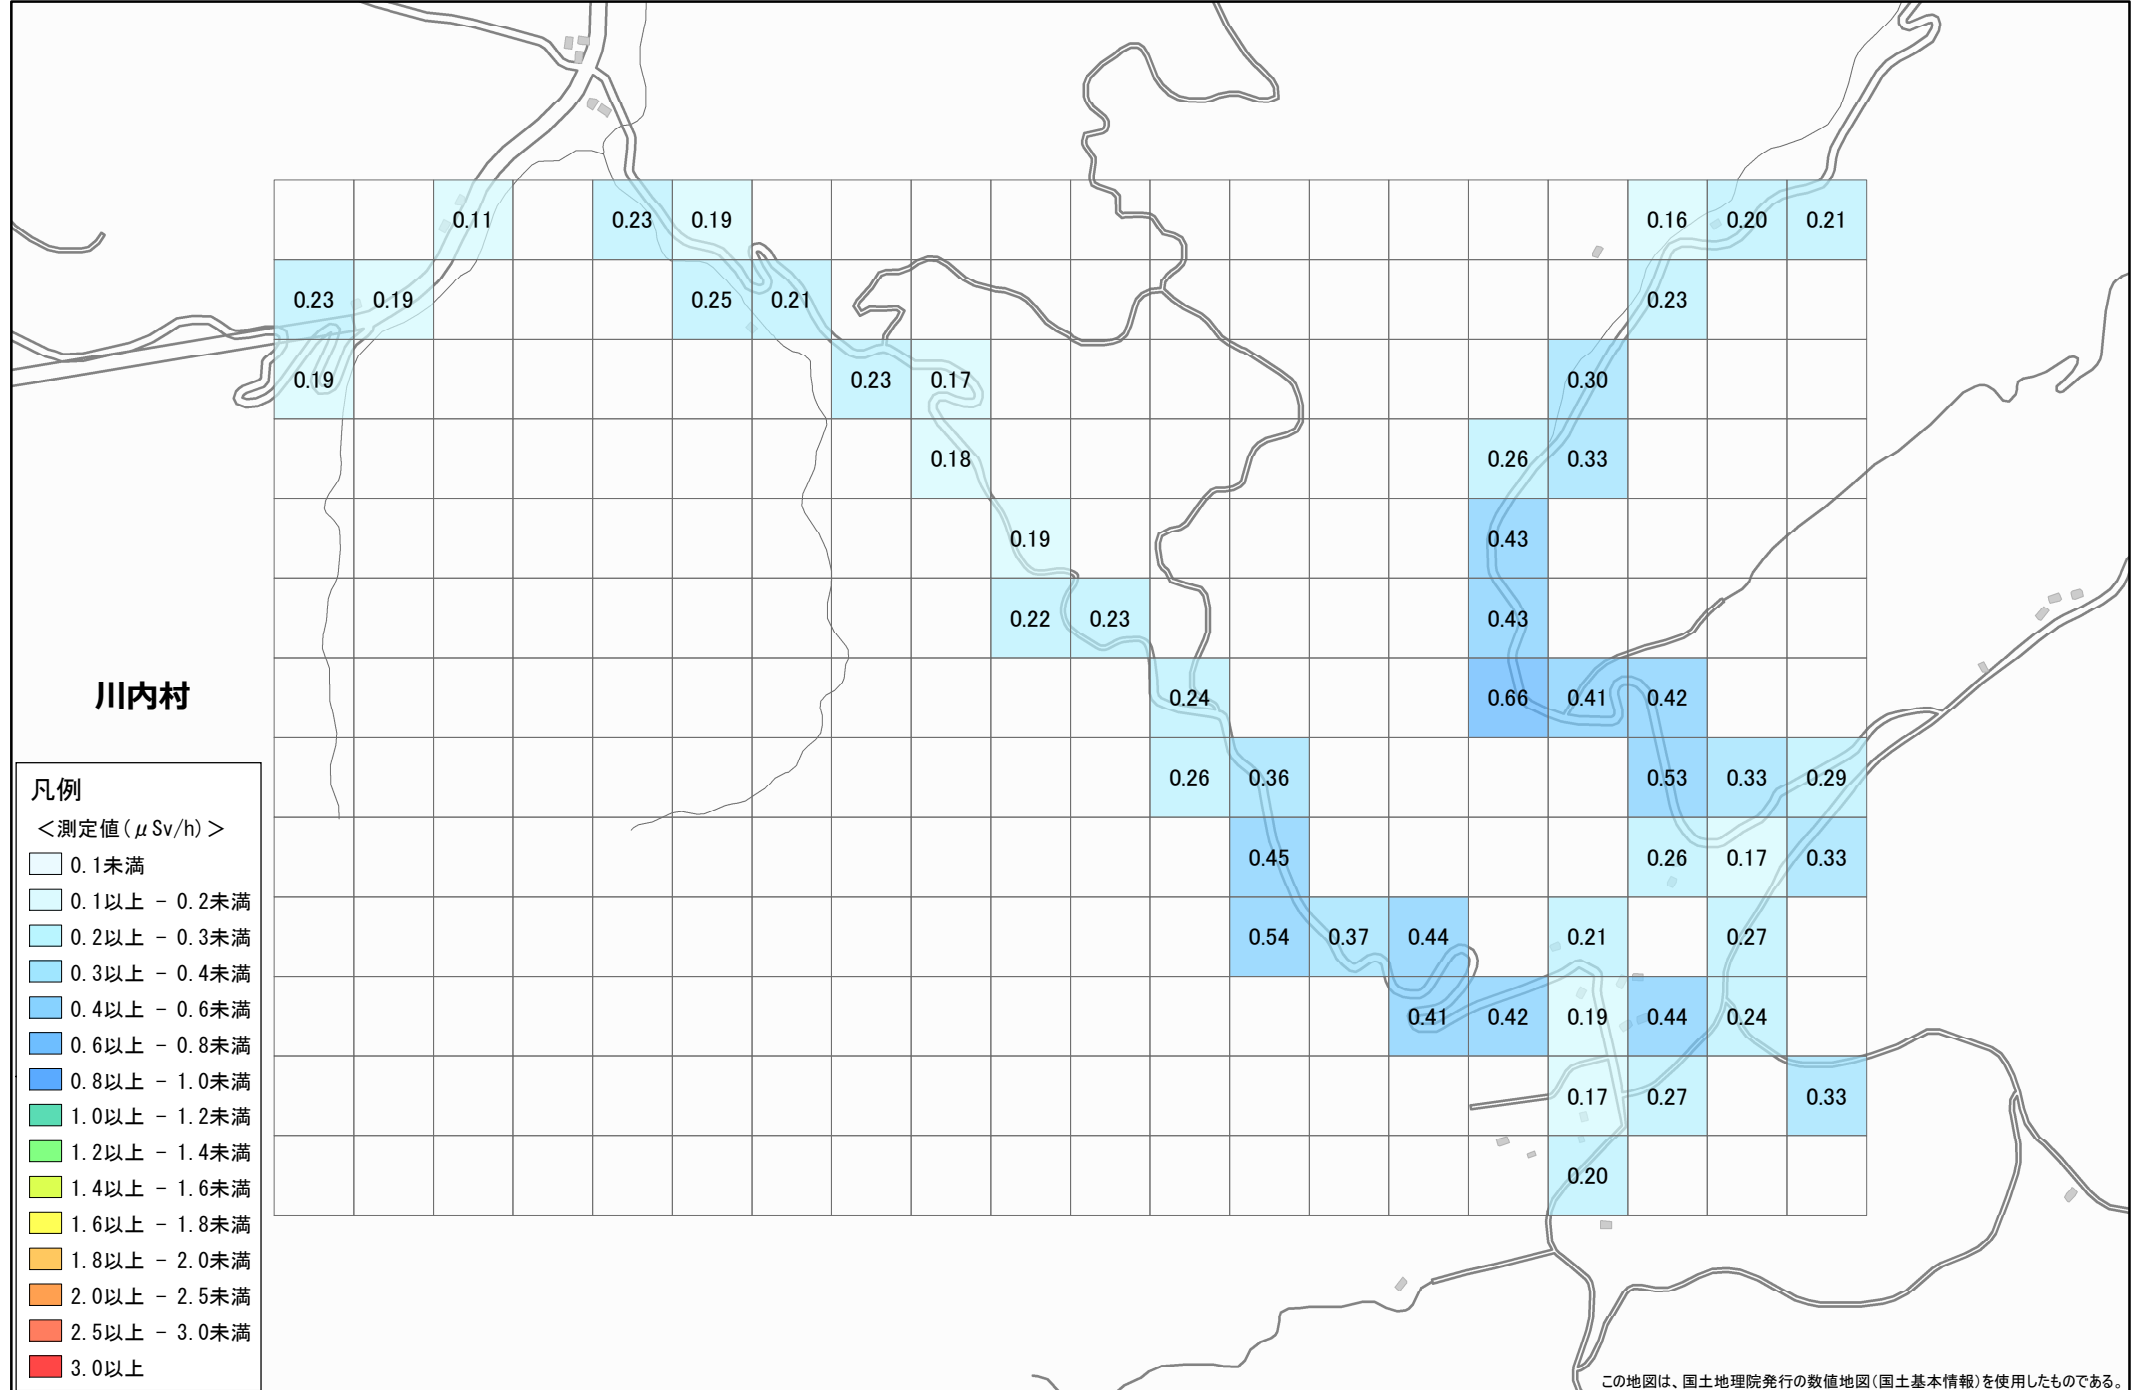 0.11 0.23 0.19 0.16 0.20 0.21
0.23 0.19 0.25 0.21 0.23
0.19 0.23 0.17 0.30
0.18 0.26 0.33
0.19 0.43
0.22 0.23 0.43
0.24 0.66 0.41 0.42
0.26 0.36 0.53 0.33 0.29
0.45 0.26 0.17 0.33
0.54 0.37 0.44 0.21 0.27
0.41 0.42 0.19 0.44 0.24
0.17 0.27 0.33
0.20
川内村
凡例
＜測定値(μSv/h)＞
0.1未満
0.1以上 － 0.2未満
0.2以上 － 0.3未満
0.3以上 － 0.4未満
0.4以上 － 0.6未満
0.6以上 － 0.8未満
0.8以上 － 1.0未満
1.0以上 － 1.2未満
1.2以上 － 1.4未満
1.4以上 － 1.6未満
1.6以上 － 1.8未満
1.8以上 － 2.0未満
2.0以上 － 2.5未満
2.5以上 － 3.0未満
3.0以上
この地図は、国土地理院発行の数値地図(国土基本情報)を使用したものである。